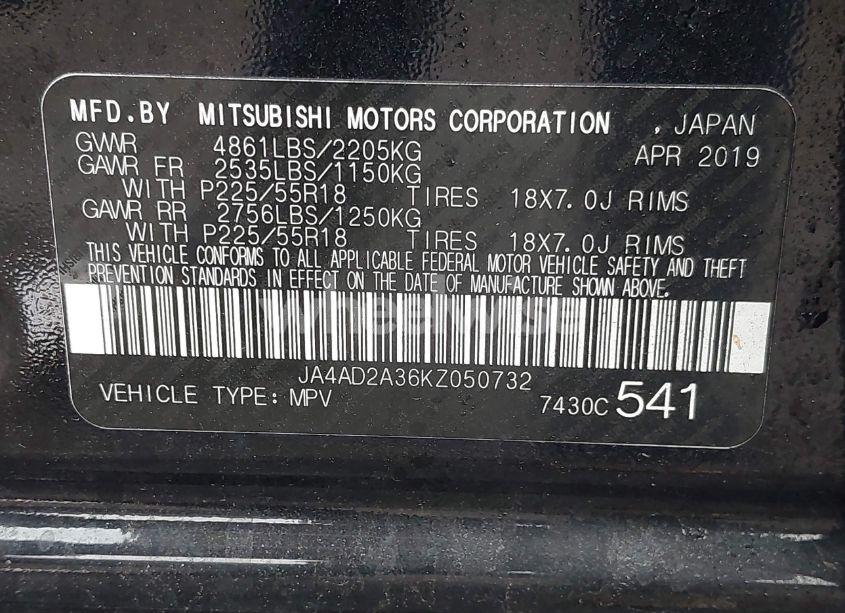 MFD.BY MITSUBISHI MOTORS CORPORATION , JAPAN
GVWR 4861LBS/2205KG APR 2019
GAWR FR 2535LBS/1150KG
WITH P225/55R18 TIRES 18X7.0J RIMS
GAWR RR 2756LBS/1250KG
WITH P225/55R18 TIRES 18X7.0J RIMS
THIS VEHICLE CONFORMS TO ALL APPLICABLE FEDERAL MOTOR VEHICLE SAFETY AND THEFT
PREVENTION STANDARDS IN EFFECT ON THE DATE OF MANUFACTURE SHOWN ABOVE.
wheelwise
JA4AD2A36KZ050732
VEHICLE TYPE: MPV 7430C 541